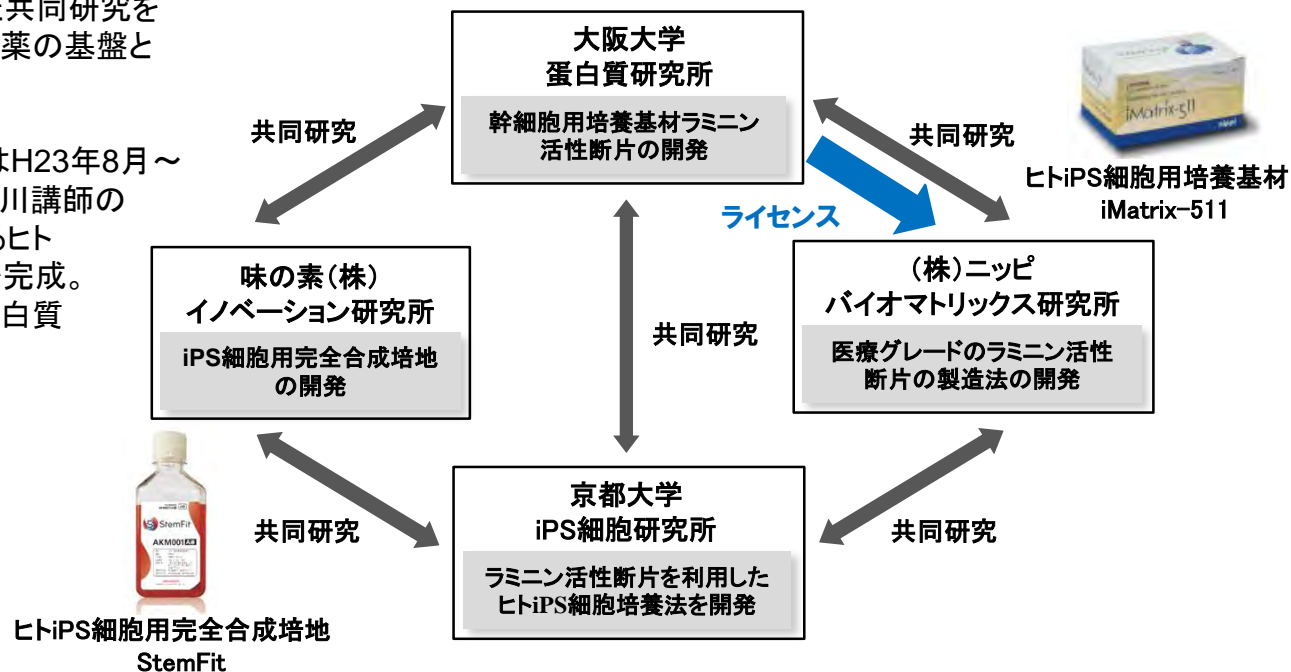 共同研究を
薬の基盤と
はH23年8月～
川講師の
るヒト
完成。
白質
大阪大学
蛋白質研究所
幹細胞用培養基材ラミニン
活性断片の開発
共同研究
共同研究
iMatrix-511
ヒトiPS細胞用培養基材
iMatrix-511
ライセンス
味の素(株)
イノベーション研究所
iPS細胞用完全合成培地
の開発
共同研究
(株)ニッピ
バイオマトリックス研究所
医療グレードのラミニン活性
断片の製造法の開発
StemFit
AKM001
共同研究
京都大学
iPS細胞研究所
ラミニン活性断片を利用した
ヒトiPS細胞培養法を開発
共同研究
ヒトiPS細胞用完全合成培地
StemFit